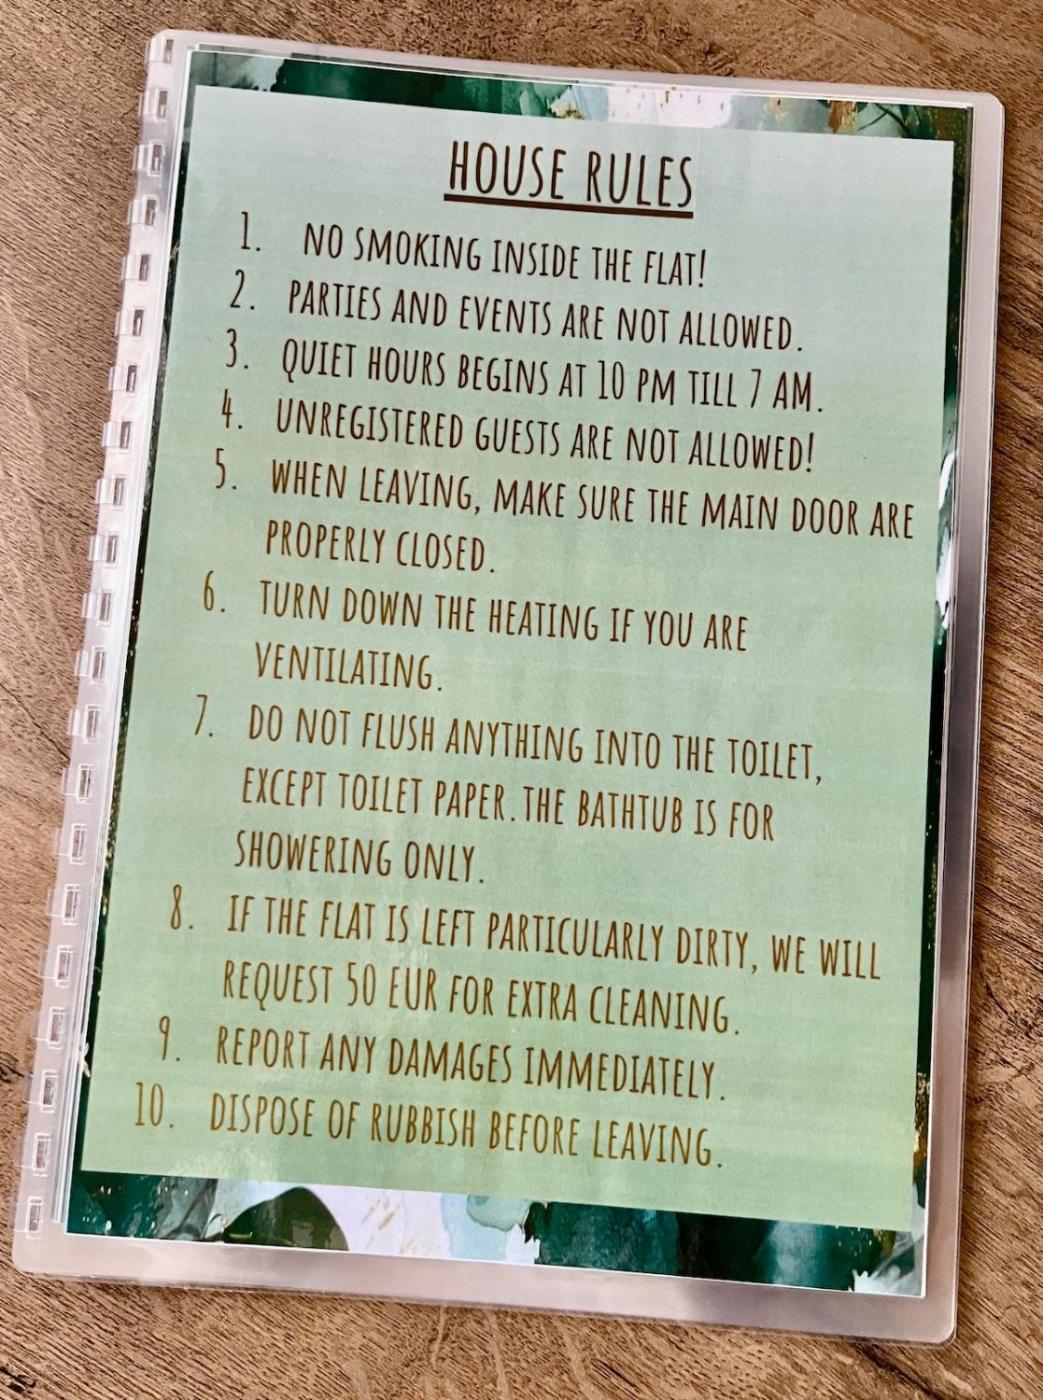 HOUSE RULES
1. NO SMOKING INSIDE THE FLAT!
2. PARTIES AND EVENTS ARE NOT ALLOWED.
3. QUIET HOURS BEGINS AT 10 PM TILL 7 AM.
4. UNREGISTERED GUESTS ARE NOT ALLOWED!
5. WHEN LEAVING, MAKE SURE THE MAIN DOOR ARE
PROPERLY CLOSED.
6. TURN DOWN THE HEATING IF YOU ARE
VENTILATING.
7. DO NOT FLUSH ANYTHING INTO THE TOILET,
EXCEPT TOILET PAPER. THE BATHTUB IS FOR
SHOWERING ONLY.
8. IF THE FLAT IS LEFT PARTICULARLY DIRTY, WE WILL
REQUEST 50 EUR FOR EXTRA CLEANING.
9. REPORT ANY DAMAGES IMMEDIATELY.
10. DISPOSE OF RUBBISH BEFORE LEAVING.